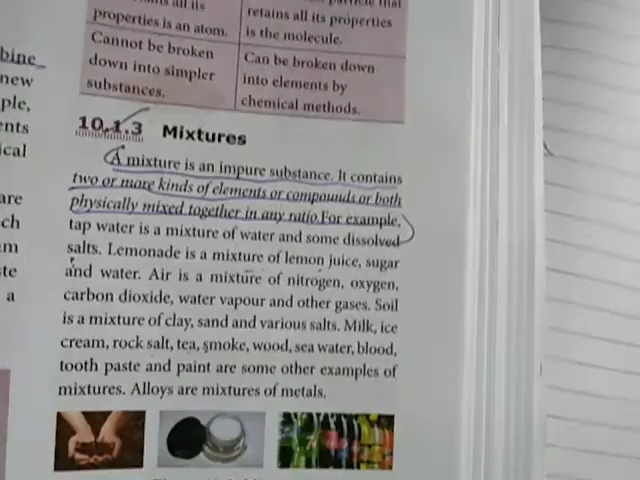 properties is an atom.
Cannot be broken
down into simpler
substances.
retains all its properties
is the molecule.
Can be broken down
into elements by
chemical methods.
new
ple,
ents
ical
are
ch
m
te
a
10.1.3 Mixtures
A mixture is an impure substance. It contains
two or more kinds of elements or compounds or both
physically mixed together in any ratio.For example,
tap water is a mixture of water and some dissolved
salts. Lemonade is a mixture of lemon juice, sugar
and water. Air is a mixture of nitrogen, oxygen,
carbon dioxide, water vapour and other gases. Soil
is a mixture of clay, sand and various salts. Milk, ice
cream, rock salt, tea, smoke, wood, sea water, blood,
tooth paste and paint are some other examples of
mixtures. Alloys are mixtures of metals.